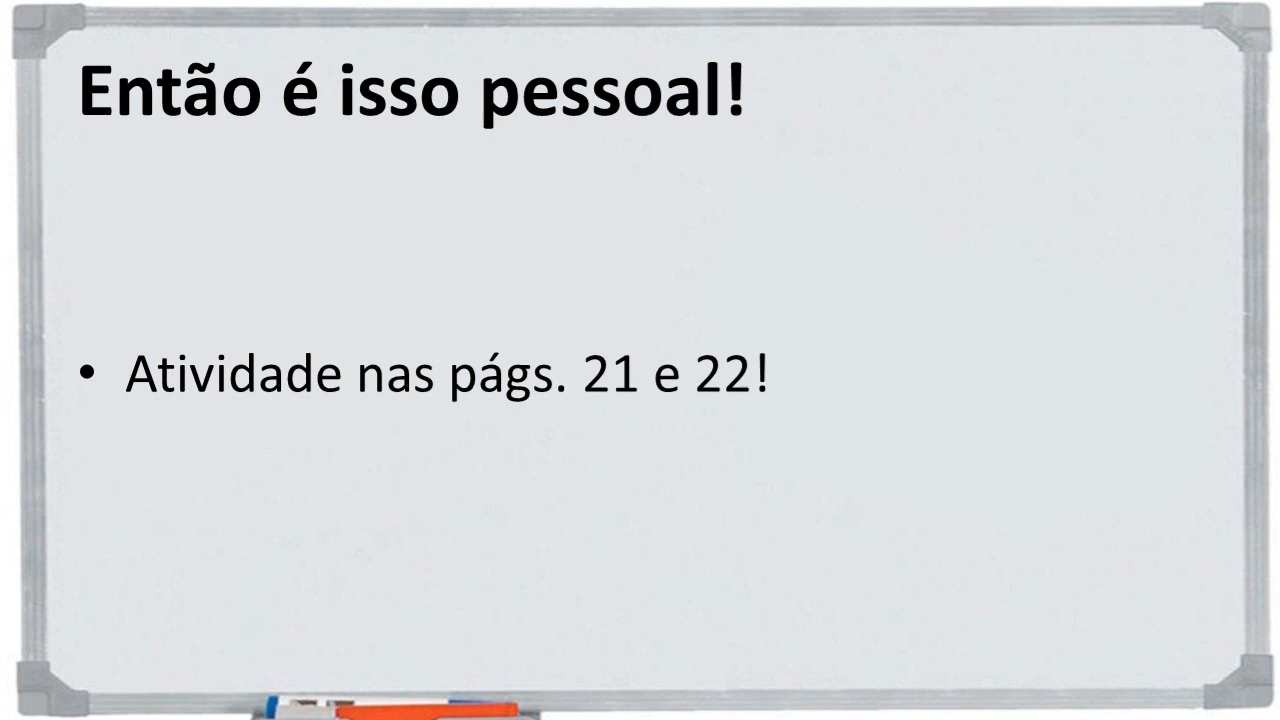 Então é isso pessoal!
• Atividade nas págs. 21 e 22!